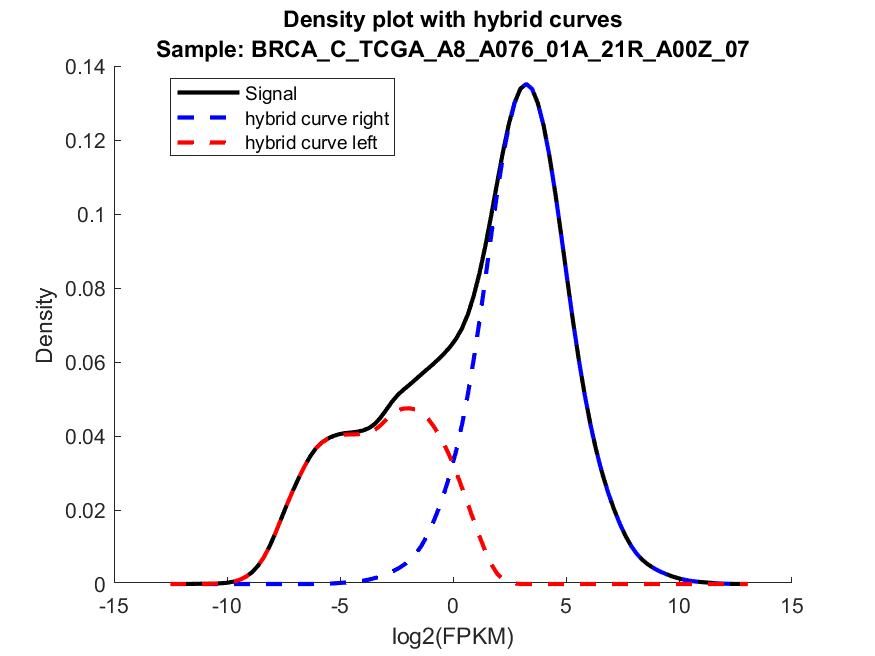 Density plot with hybrid curves
Sample: BRCA_C_TCGA_A8_A076_01A_21R_A00Z_07
Signal
hybrid curve right
hybrid curve left
Density
0.14
0.12
0.1
0.08
0.06
0.04
0.02
0
-15
-10
-5
0
5
10
15
log2(FPKM)